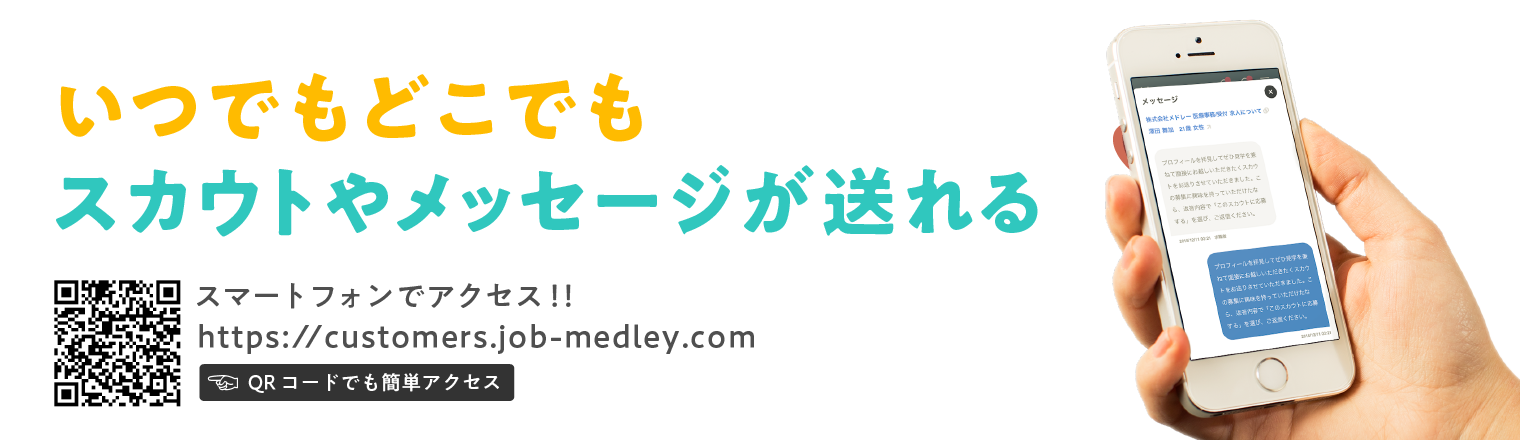 いつでもどこでも
スカウトやメッセージが送れる
スマートフォンでアクセス!!
https://customers.job-medley.com
QRコードでも簡単アクセス
メッセージ
株式会社メドレー 医療事務/受付 求人について
21歳 女性
プロフィールを拝見してぜひ見学を兼
ねて面接にお越しいただきたくスカウ
トをお送りさせていただきました。こ
の募集に興味を持っていただけたな
ら、返答内容で「このスカウトに応募
する」を選び、ご返信ください。
プロフィールを拝見してぜひ見学を兼
ねて面接にお越しいただきたくスカウ
トをお送りさせていただきました。こ
の募集に興味を持っていただけたな
ら、返答内容で「このスカウトに応募
する」を選び、ご返信ください。